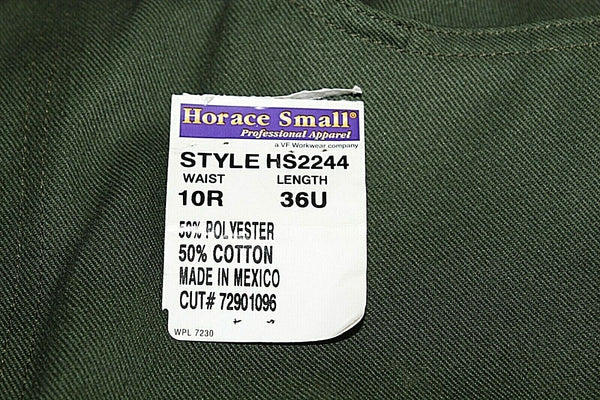 Horace Small®
Professional Apparel
a VF Workwear company
STYLE HS2244
WAIST LENGTH
10R 36U
50% POLYESTER
50% COTTON
MADE IN MEXICO
CUT# 72901096
WPL 7230